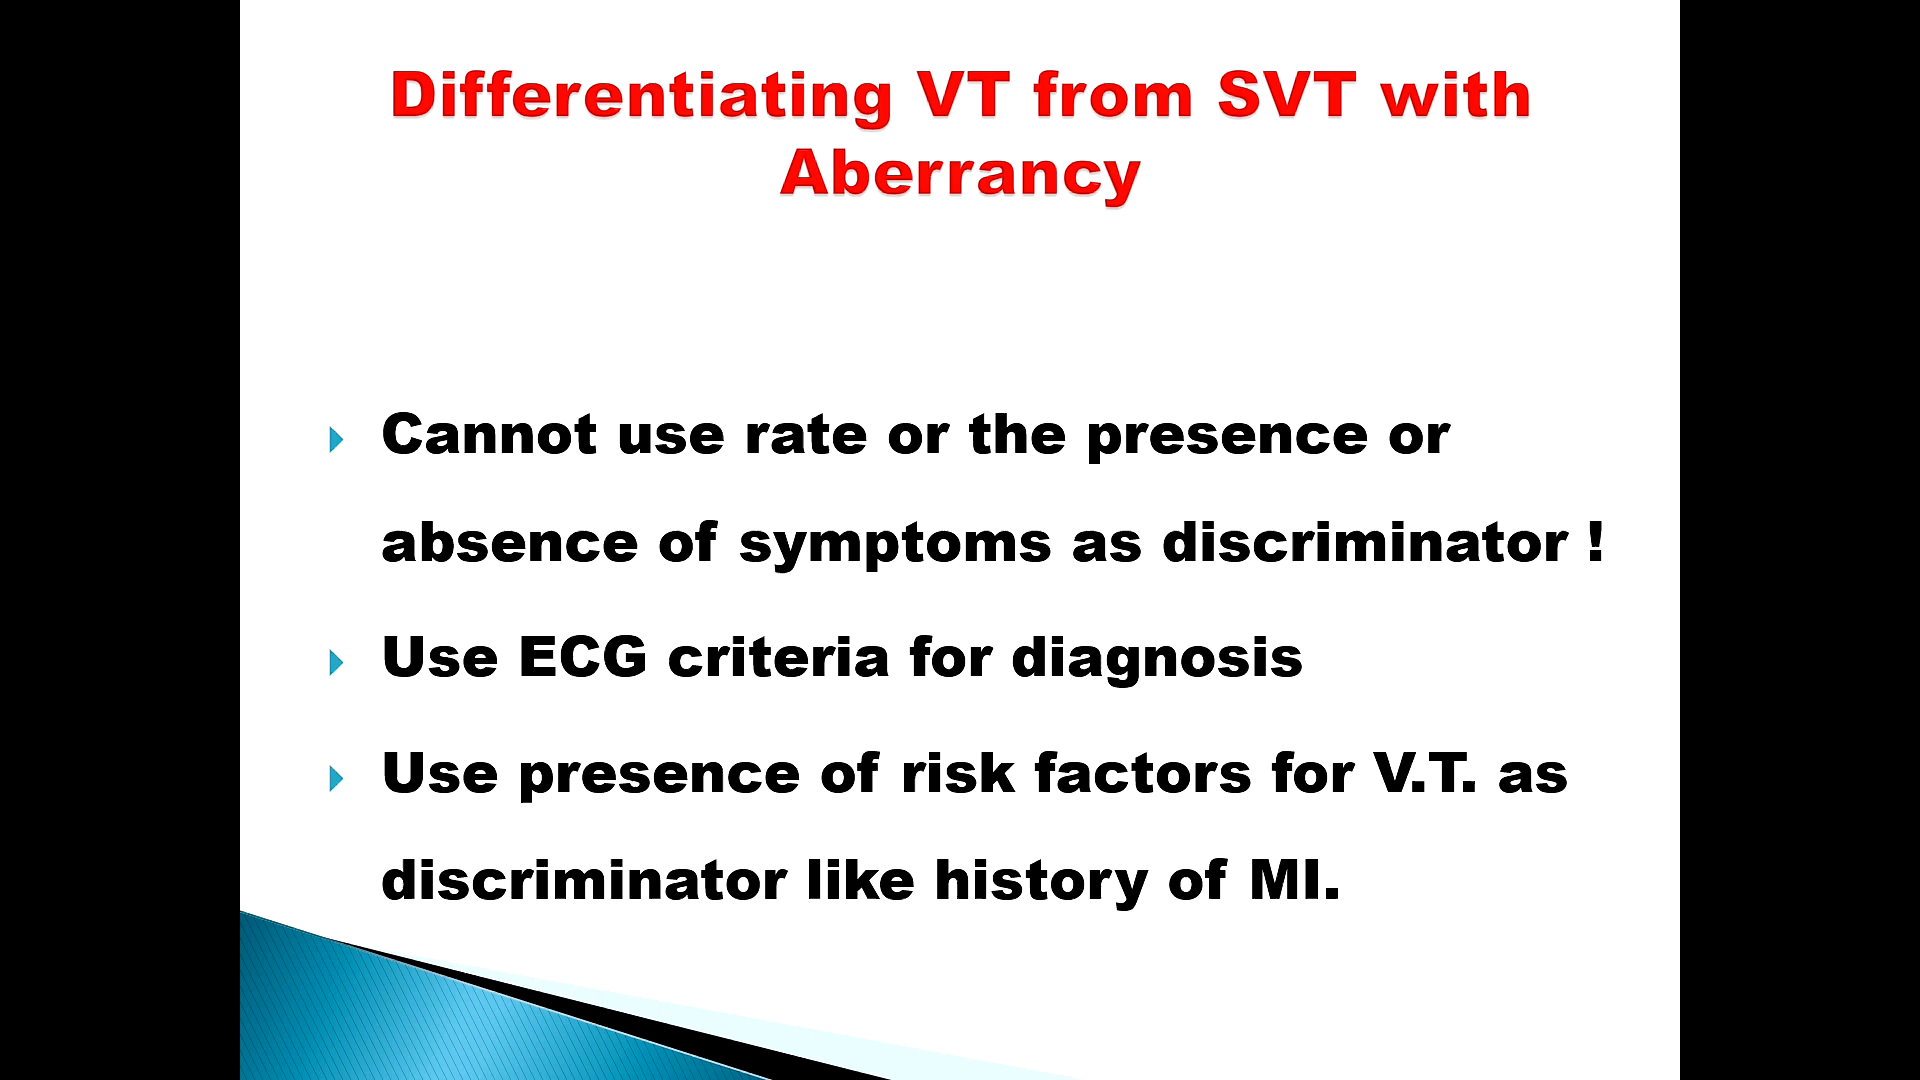 Differentiating VT from SVT with
Aberrancy
Cannot use rate or the presence or
absence of symptoms as discriminator !
Use ECG criteria for diagnosis
Use presence of risk factors for V.T. as
discriminator like history of MI.